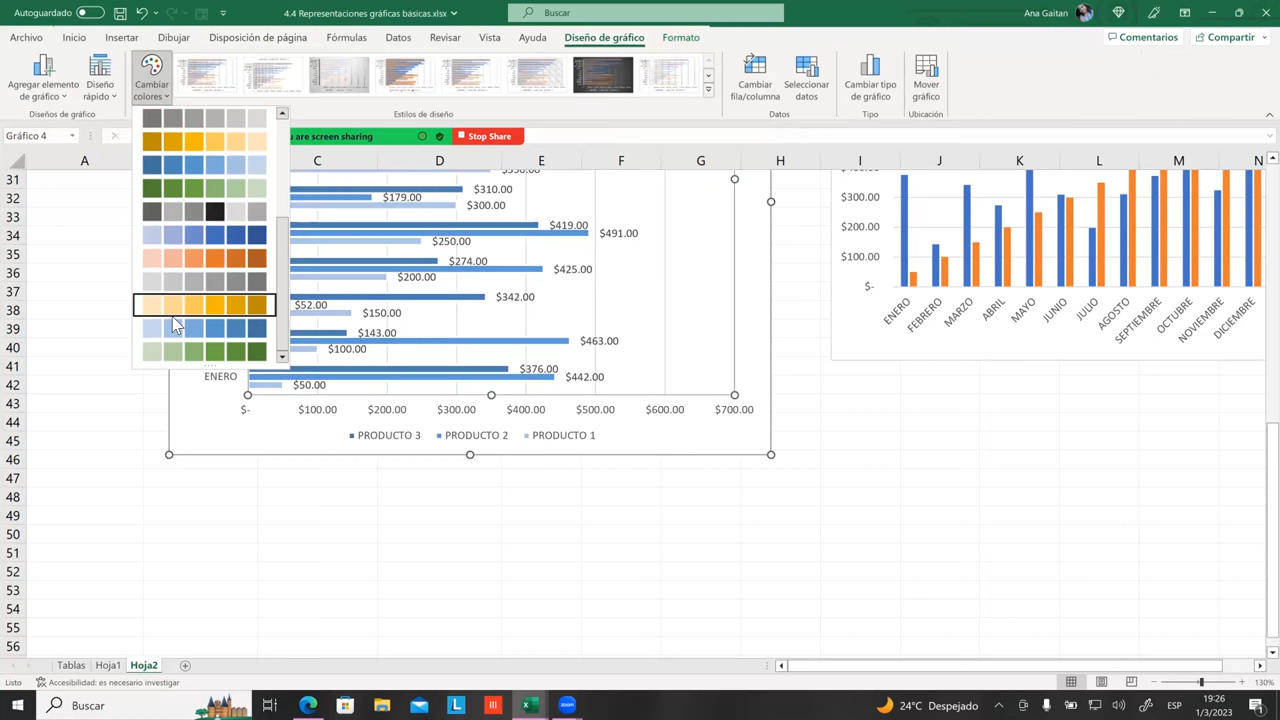 Autoguardado
4.4 Representaciones gráficas básicas.xlsx
Buscar
Ana Gaitan
Archivo Inicio Insertar Dibujar Disposición de página Fórmulas Datos Revisar Vista Ayuda Diseño de gráfico Formato
Comentarios Compartir
Agregar elemento de gráfico
Diseño rápido
Cambiar colores
Cambiar fila/columna
Seleccionar datos
Cambiar tipo de gráfico
Mover gráfico
Diseños de gráfico Estilos de diseño Datos Tipo Ubicación
Gráfico 4
are screen sharing Stop Share
A C D E F G H I J K L M N
31
32
33
34
35
36
37
38
39
40
41
42
43
44
45
46
47
48
49
50
51
52
53
54
55
56
$310.00
$179.00
$300.00
$419.00
$491.00
$250.00
$274.00
$425.00
$200.00
$342.00
$52.00
$150.00
$143.00
$463.00
$100.00
$376.00
ENERO
$442.00
$50.00
$- $100.00 $200.00 $300.00 $400.00 $500.00 $600.00 $700.00
PRODUCTO 3 PRODUCTO 2 PRODUCTO 1
$300.00
$200.00
$100.00
$-
ENERO FEBRERO MARZO ABRIL MAYO JUNIO JULIO AGOSTO SEPTIEMBRE OCTUBRE NOVIEMBRE DICIEMBRE
Tablas Hoja1 Hoja2
Listo Accesibilidad: es necesario investigar
130%
Buscar
L
24°C Despejado
ESP
19:26
1/3/2023